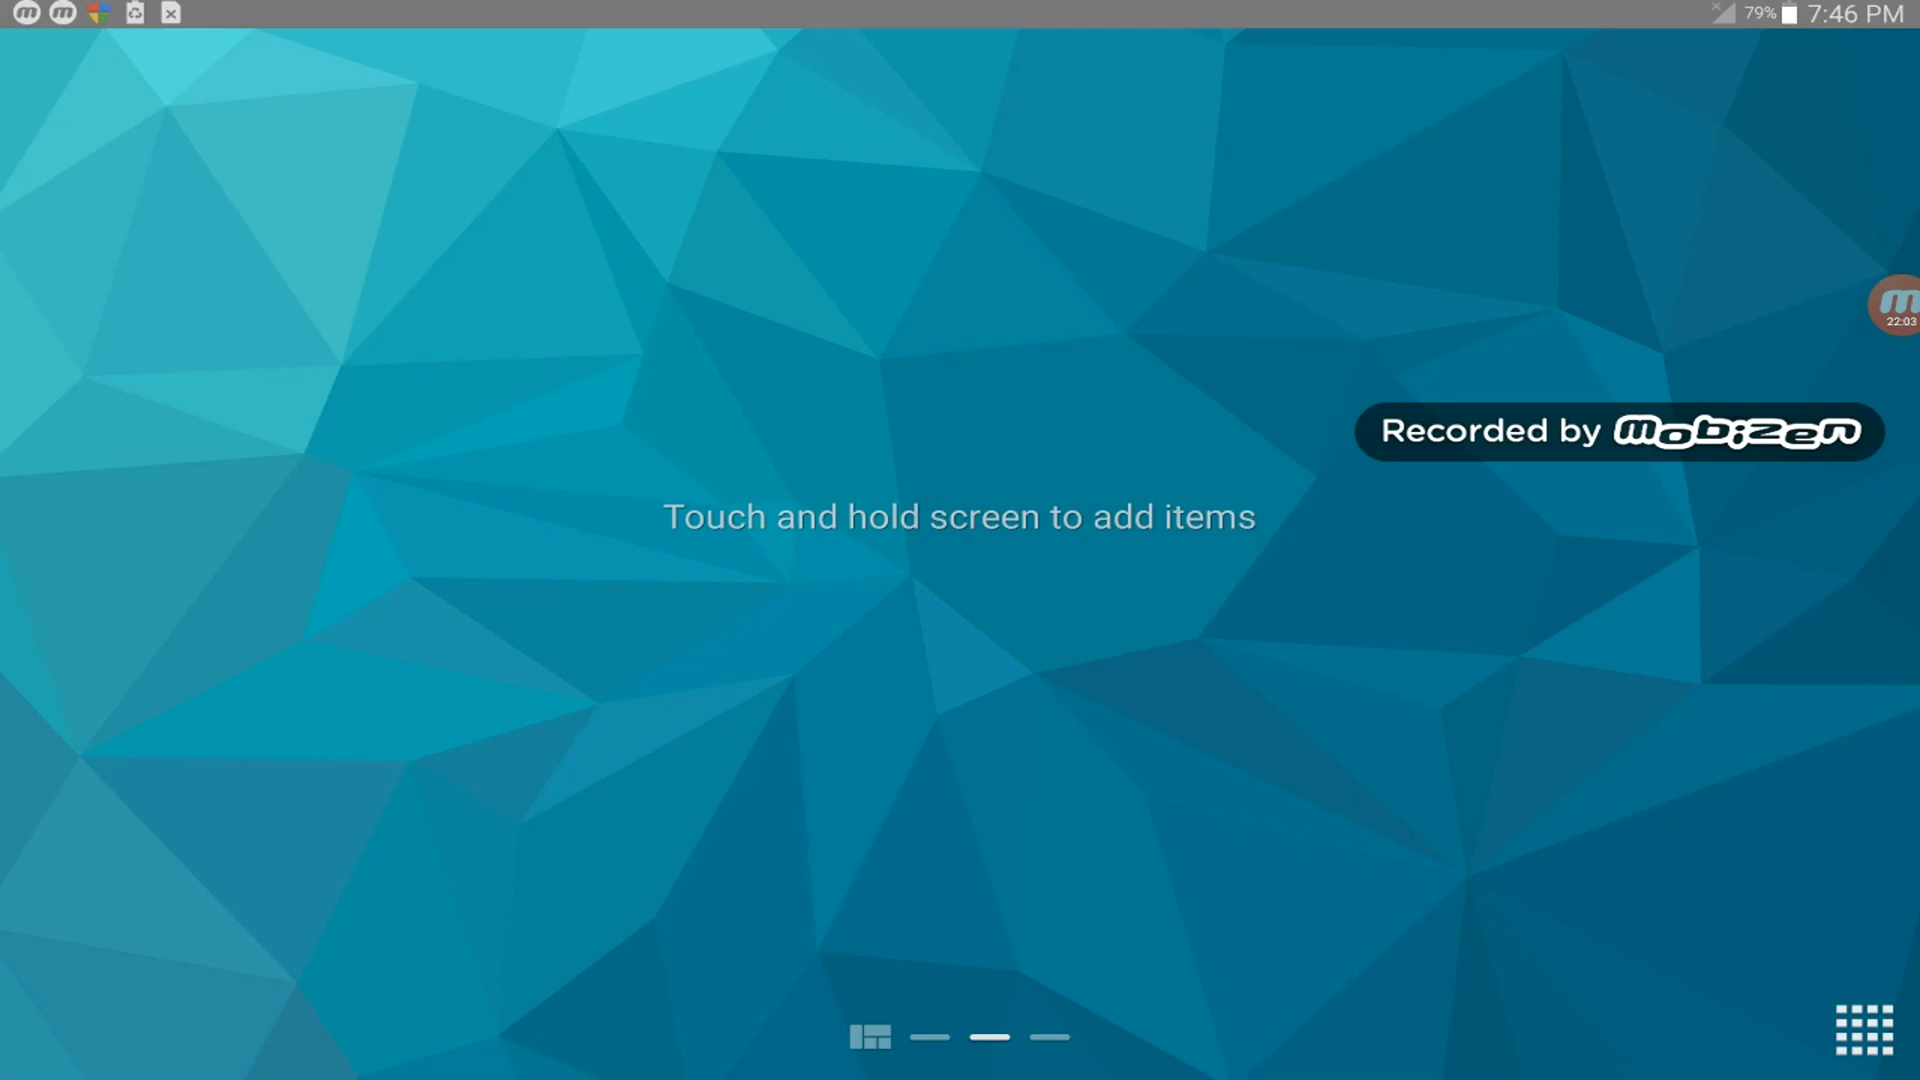 79% 7:46 PM
m
22:03
Recorded by mobizen
Touch and hold screen to add items